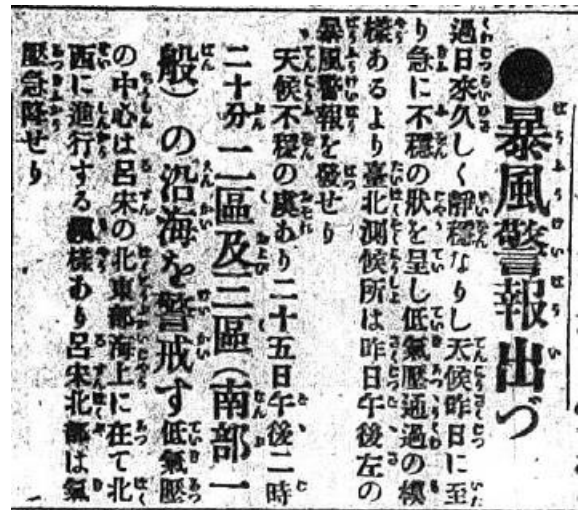 ●暴風警報出づ
過日來久しく靜穩なりし天候昨日に至
り急に不穩の狀を呈し低氣壓通過の模
樣あるより臺北測候所は昨日午後左の
暴風警報を發せり
天候不穩の虞あり二十五日午後二時
二十分二區及三區(南部一
般)の沿海を警戒す低氣壓
の中心は呂宋の北東部海上に在て北
西に進行する模樣あり呂宋北部は氣
壓急降せり